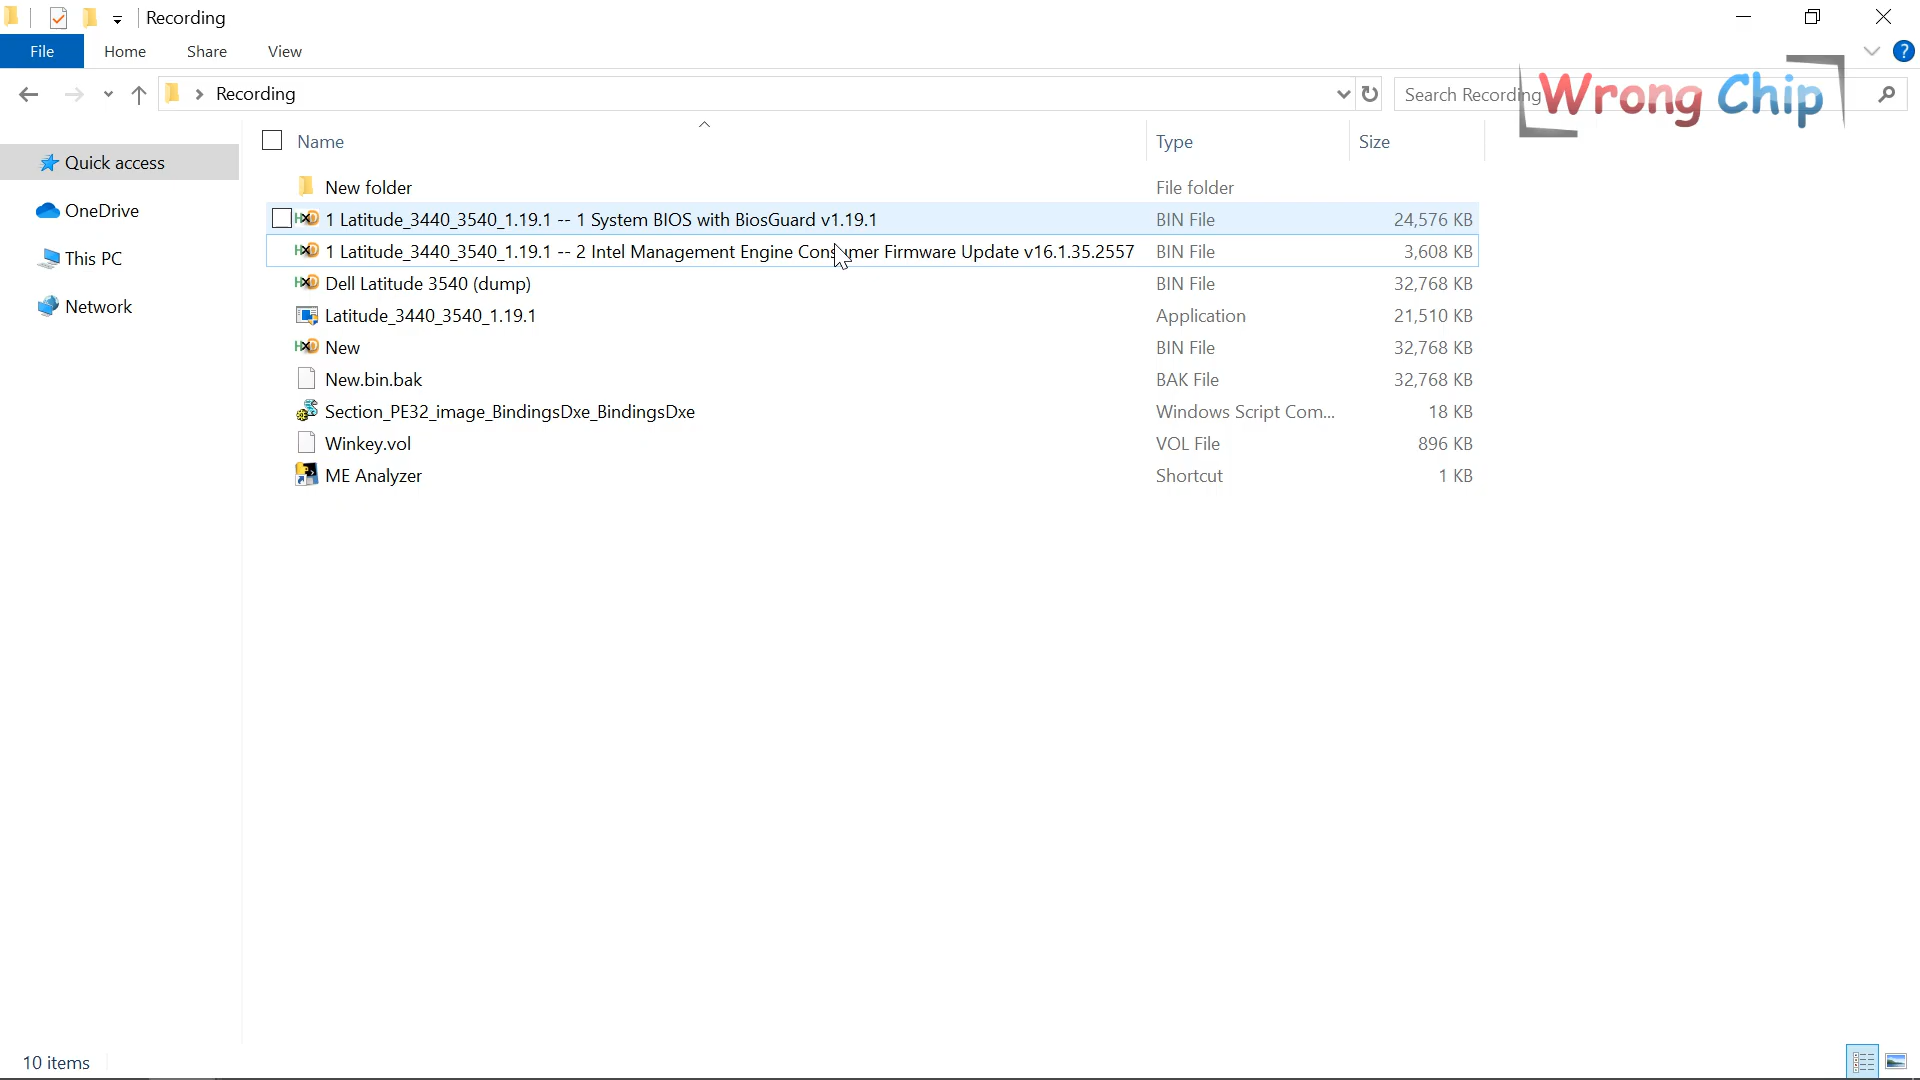 Recording
File Home Share View
Recording
Search Recording
Wrong Chip
Name Type Size
Quick access
OneDrive
This PC
Network
New folder File folder
1 Latitude_3440_3540_1.19.1 -- 1 System BIOS with BiosGuard v1.19.1 BIN File 24,576 KB
1 Latitude_3440_3540_1.19.1 -- 2 Intel Management Engine Consumer Firmware Update v16.1.35.2557 BIN File 3,608 KB
Dell Latitude 3540 (dump) BIN File 32,768 KB
Latitude_3440_3540_1.19.1 Application 21,510 KB
New BIN File 32,768 KB
New.bin.bak BAK File 32,768 KB
Section_PE32_image_BindingsDxe_BindingsDxe Windows Script Com... 18 KB
Winkey.vol VOL File 896 KB
ME Analyzer Shortcut 1 KB
10 items